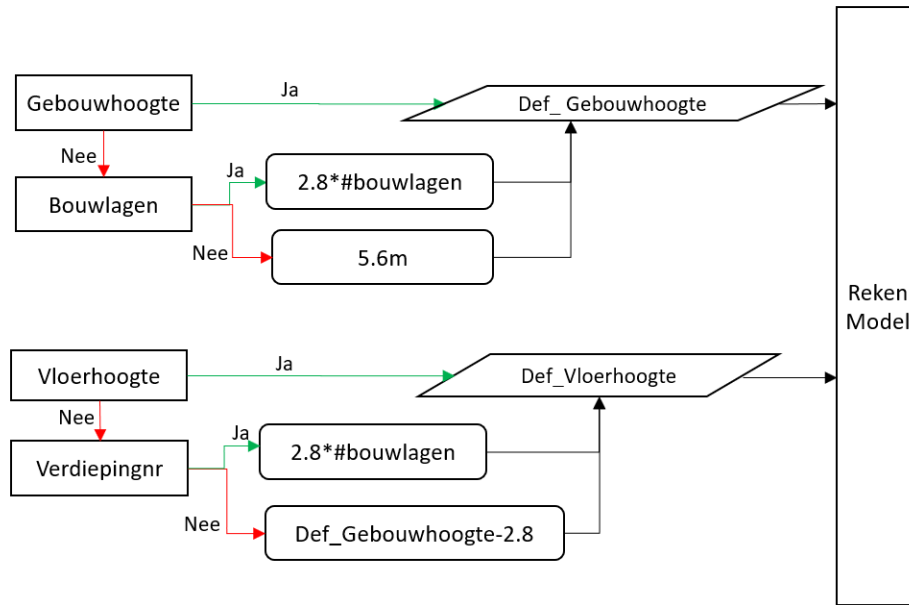 Gebouwhoogte
Ja
Def_ Gebouwhoogte
Nee
Bouwlagen
Ja
2.8*#bouwlagen
Nee
5.6m
Reken
Model
Vloerhoogte
Ja
Def_Vloerhoogte
Nee
Verdiepingnr
Ja
2.8*#bouwlagen
Nee
Def_Gebouwhoogte-2.8